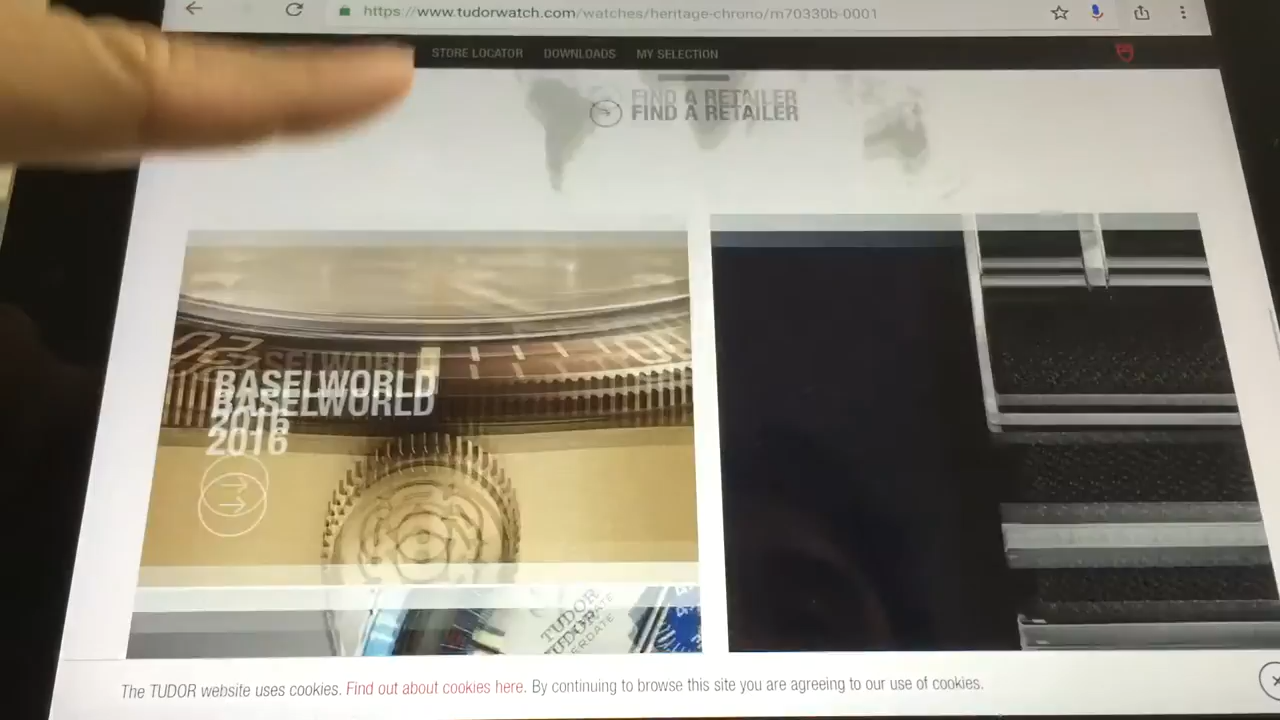 https://www.tudorwatch.com/watches/heritage-chrono/m70330b-0001
STORE LOCATOR DOWNLOADS MY SELECTION
FIND A RETAILER
FIND A RETAILER
BASELWORLD
BASELWORLD
2016
2016
TUDOR
TUDOR
The TUDOR website uses cookies. Find out about cookies here. By continuing to browse this site you are agreeing to our use of cookies.